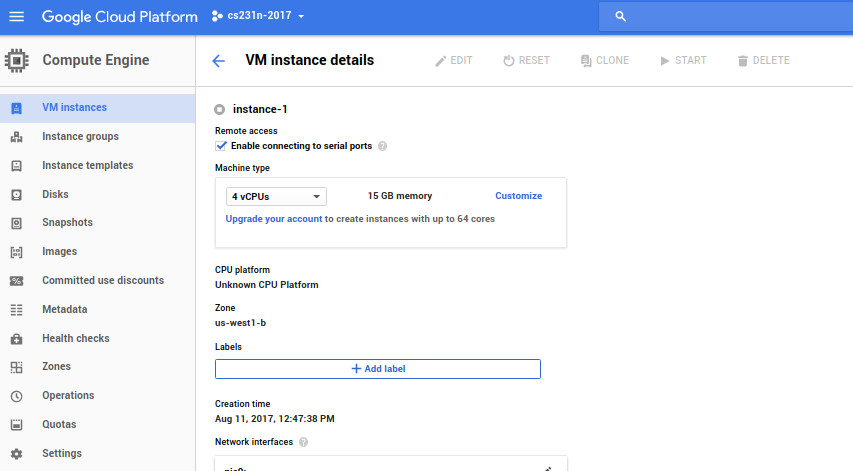 Google Cloud Platform cs231n-2017
Compute Engine
VM instance details EDIT RESET CLONE START DELETE
VM instances
Instance groups
Instance templates
Disks
Snapshots
Images
Committed use discounts
Metadata
Health checks
Zones
Operations
Quotas
Settings
instance-1
Remote access
Enable connecting to serial ports ?
Machine type
4 vCPUs 15 GB memory Customize
Upgrade your account to create instances with up to 64 cores
CPU platform
Unknown CPU Platform
Zone
us-west1-b
Labels
+ Add label
Creation time
Aug 11, 2017, 12:47:38 PM
Network interfaces ?